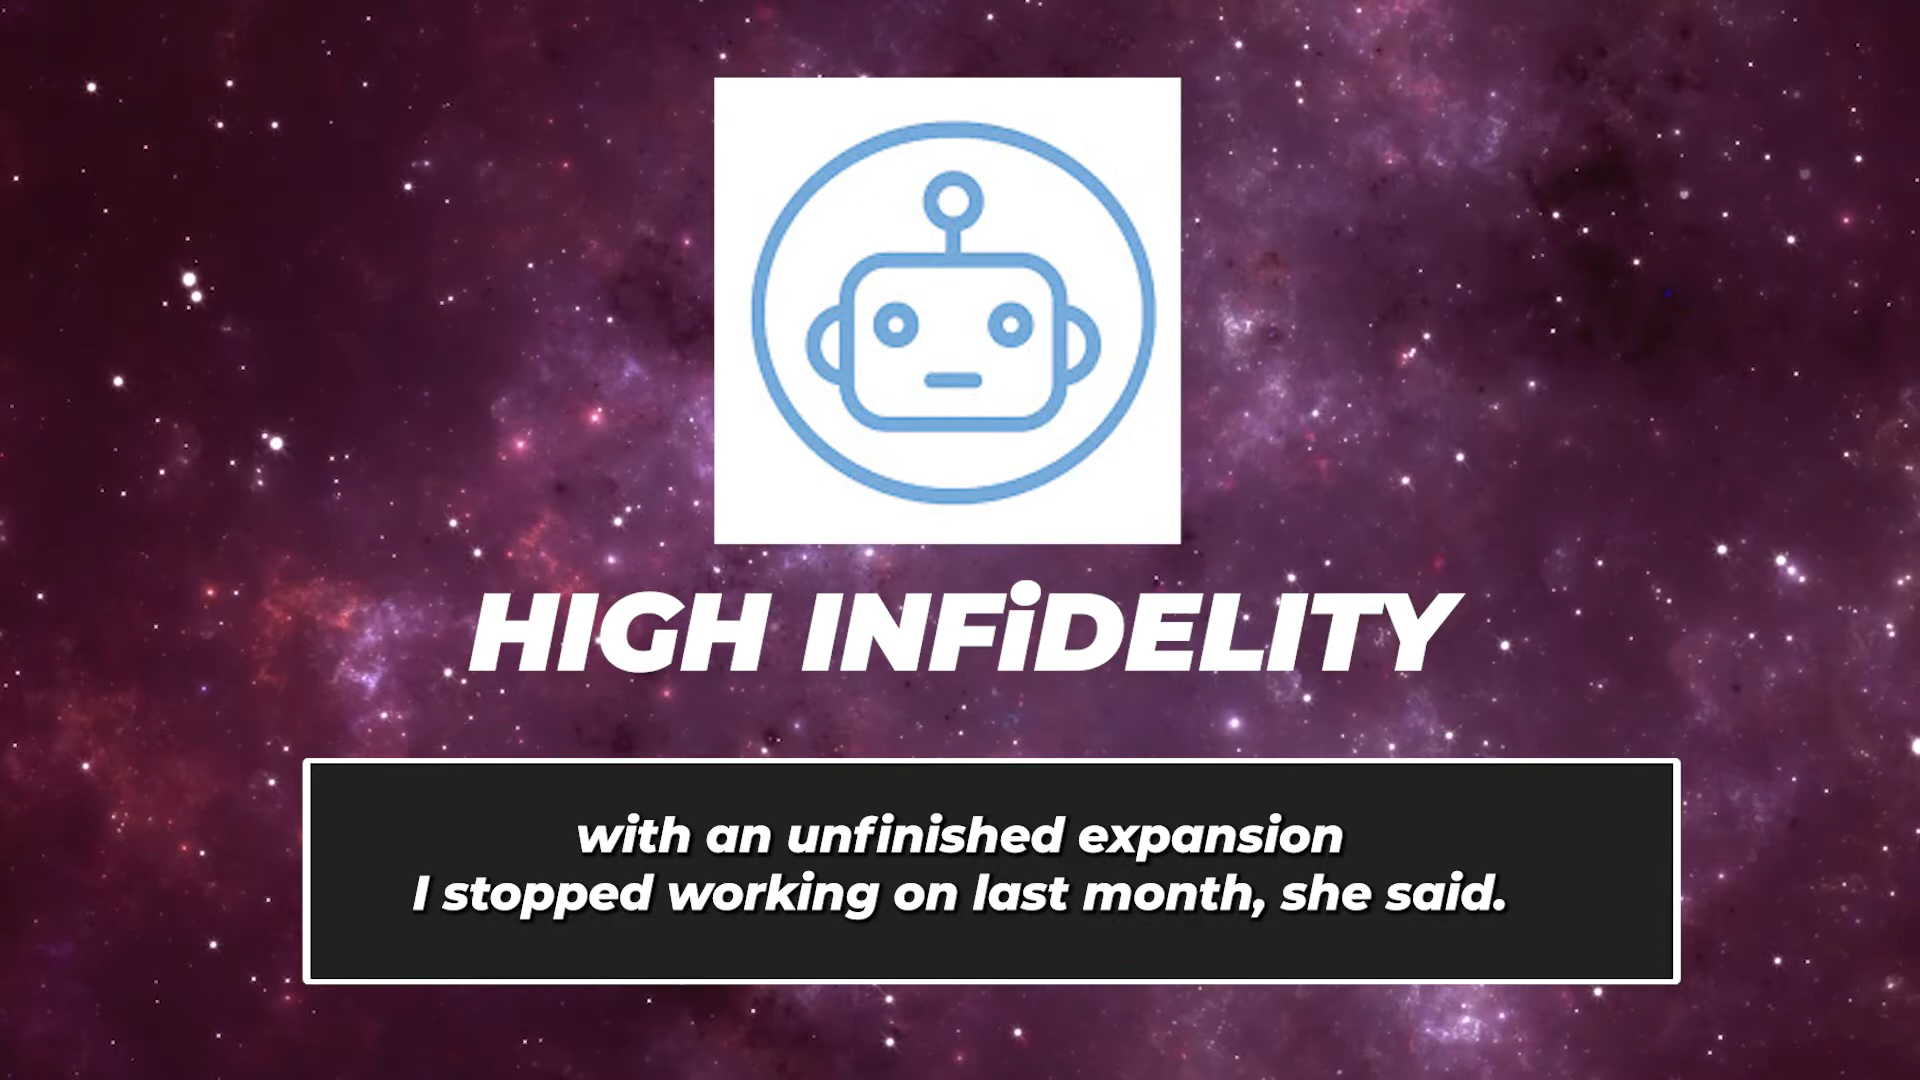 HIGH INFiDELITY
with an unfinished expansion
I stopped working on last month, she said.